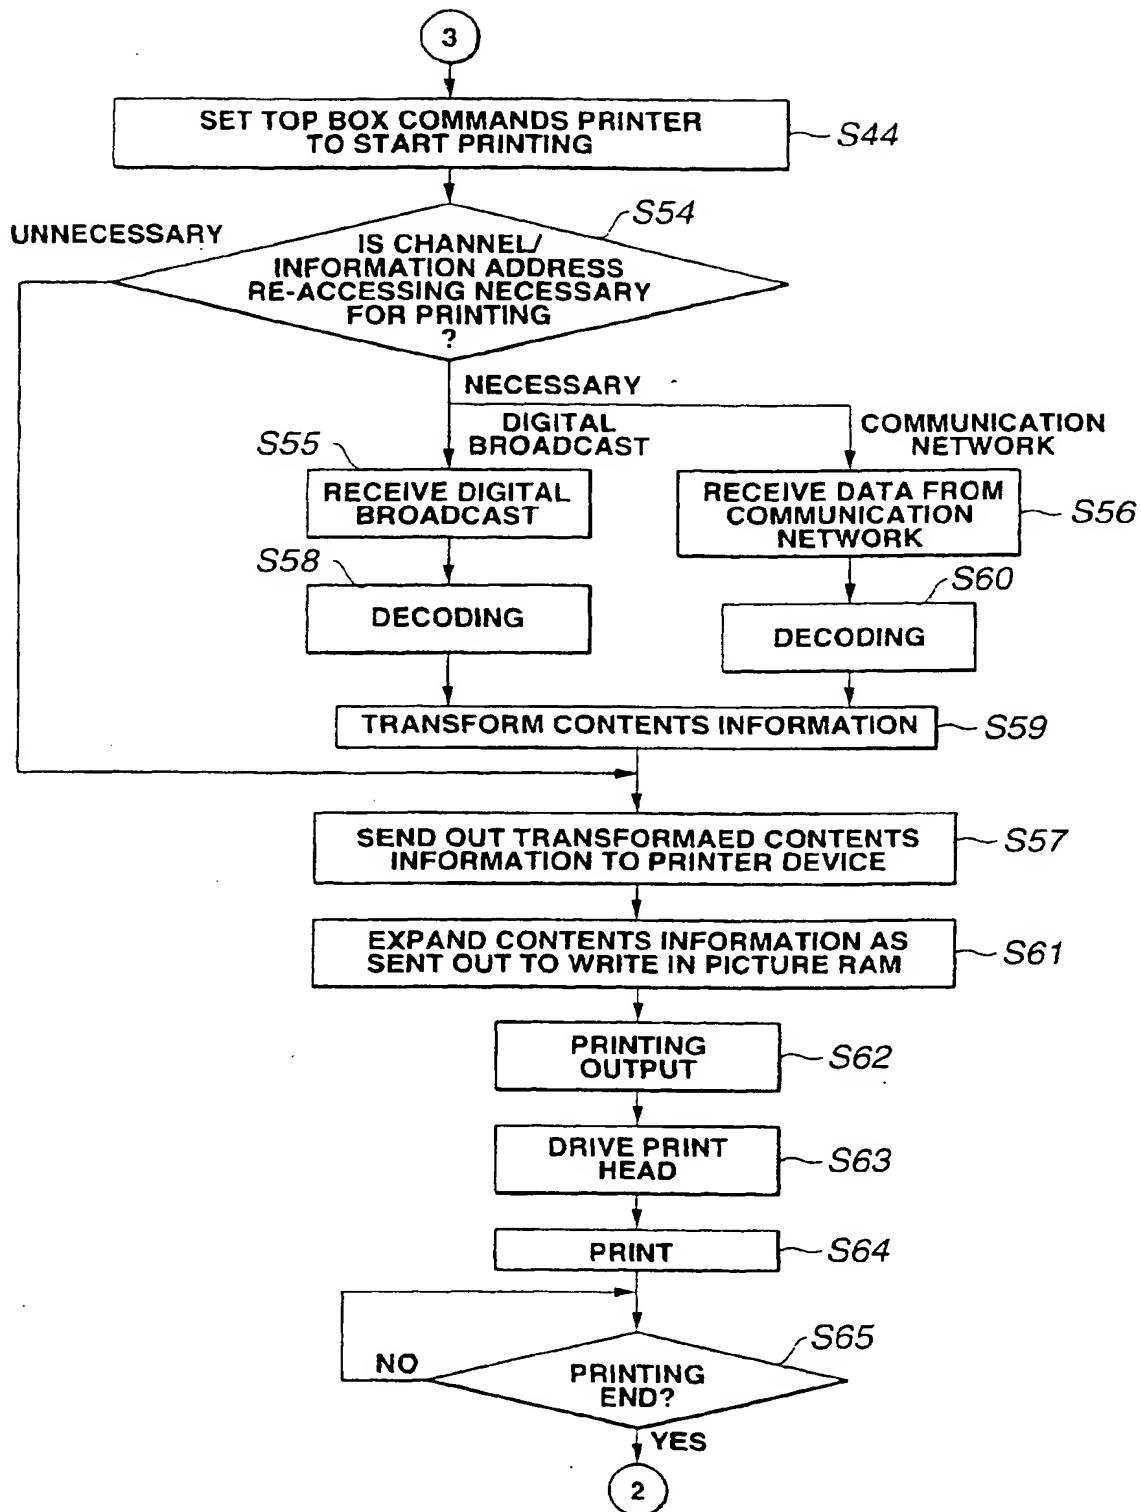 3
SET TOP BOX COMMANDS PRINTER
TO START PRINTING
S44
S54
UNNECESSARY
IS CHANNEL/
INFORMATION ADDRESS
RE-ACCESSING NECESSARY
FOR PRINTING
?
NECESSARY
DIGITAL
BROADCAST
COMMUNICATION
NETWORK
S55
RECEIVE DIGITAL
BROADCAST
RECEIVE DATA FROM
COMMUNICATION
NETWORK
S56
S58
DECODING
S60
DECODING
TRANSFORM CONTENTS INFORMATION
S59
SEND OUT TRANSFORMAED CONTENTS
INFORMATION TO PRINTER DEVICE
S57
EXPAND CONTENTS INFORMATION AS
SENT OUT TO WRITE IN PICTURE RAM
S61
PRINTING
OUTPUT
S62
DRIVE PRINT
HEAD
S63
PRINT
S64
S65
NO
PRINTING
END?
YES
2